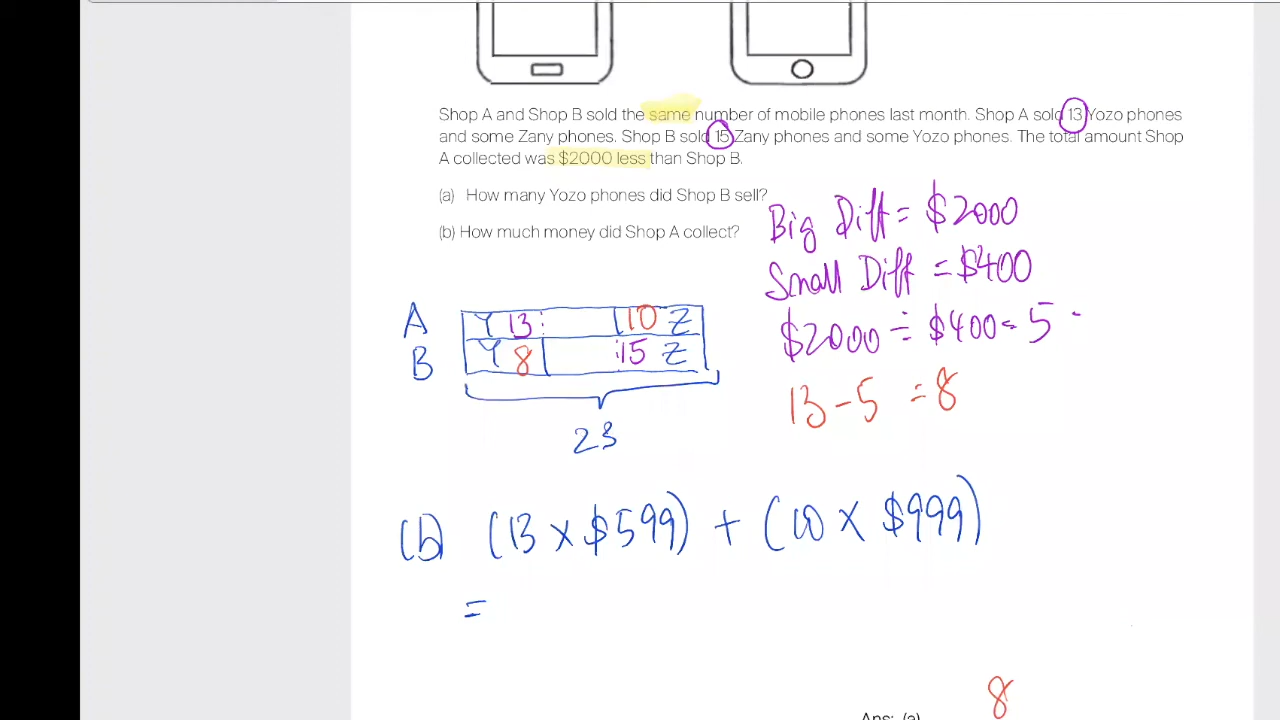 Shop A and Shop B sold the same number of mobile phones last month. Shop A sold 13 Yozo phones
and some Zany phones. Shop B sold 15 Zany phones and some Yozo phones. The total amount Shop
A collected was $2000 less than Shop B.
(a) How many Yozo phones did Shop B sell?
(b) How much money did Shop A collect?
Big Diff = $2000
Small Diff = $400
$2000 ÷ $400 = 5
13 - 5 = 8
A Y 13 10 Z
B Y 8 15 Z
23
(b) (13 x $599) + (10 x $999)
=
8
Ans: (a)